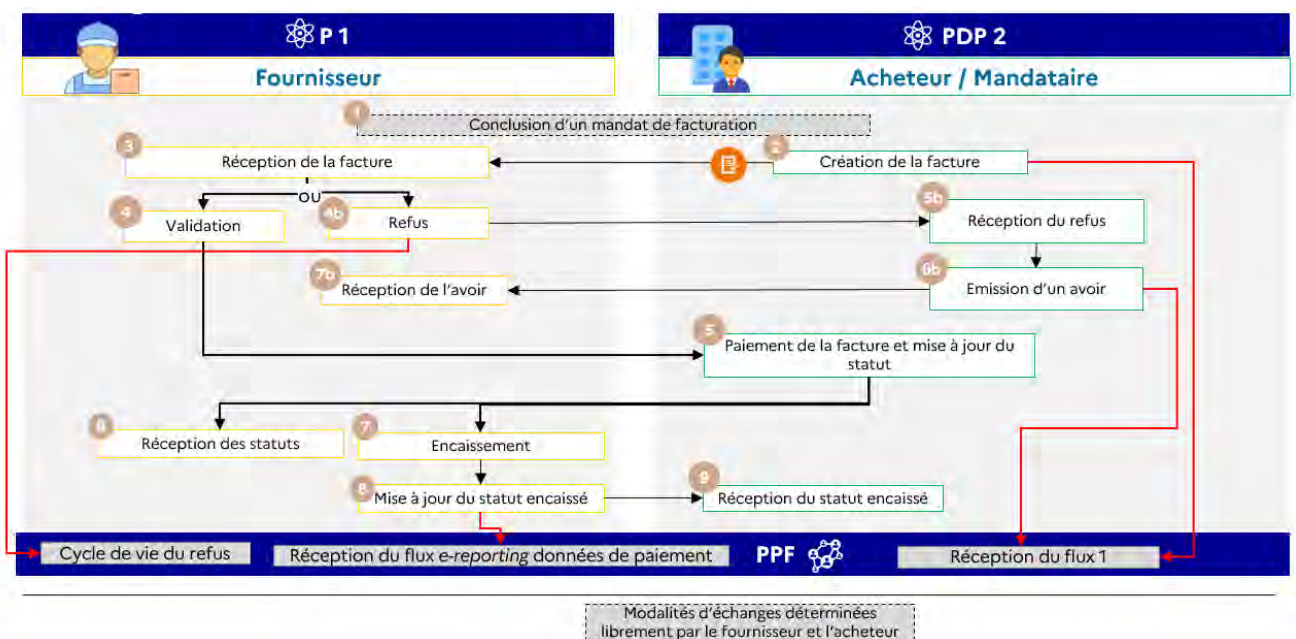 P 1
PDP 2
Fournisseur
Acheteur / Mandataire
1
Conclusion d'un mandat de facturation
3
Réception de la facture
2
Création de la facture
OU
4
Validation
4b
Refus
5b
Réception du refus
7b
Réception de l'avoir
6b
Emission d'un avoir
5
Paiement de la facture et mise à jour du
statut
6
Réception des statuts
7
Encaissement
8
Mise à jour du statut encaissé
9
Réception du statut encaissé
Cycle de vie du refus
Réception du flux e-reporting données de paiement
PPF
Réception du flux 1
Modalités d'échanges déterminées
librement par le fournisseur et l'acheteur